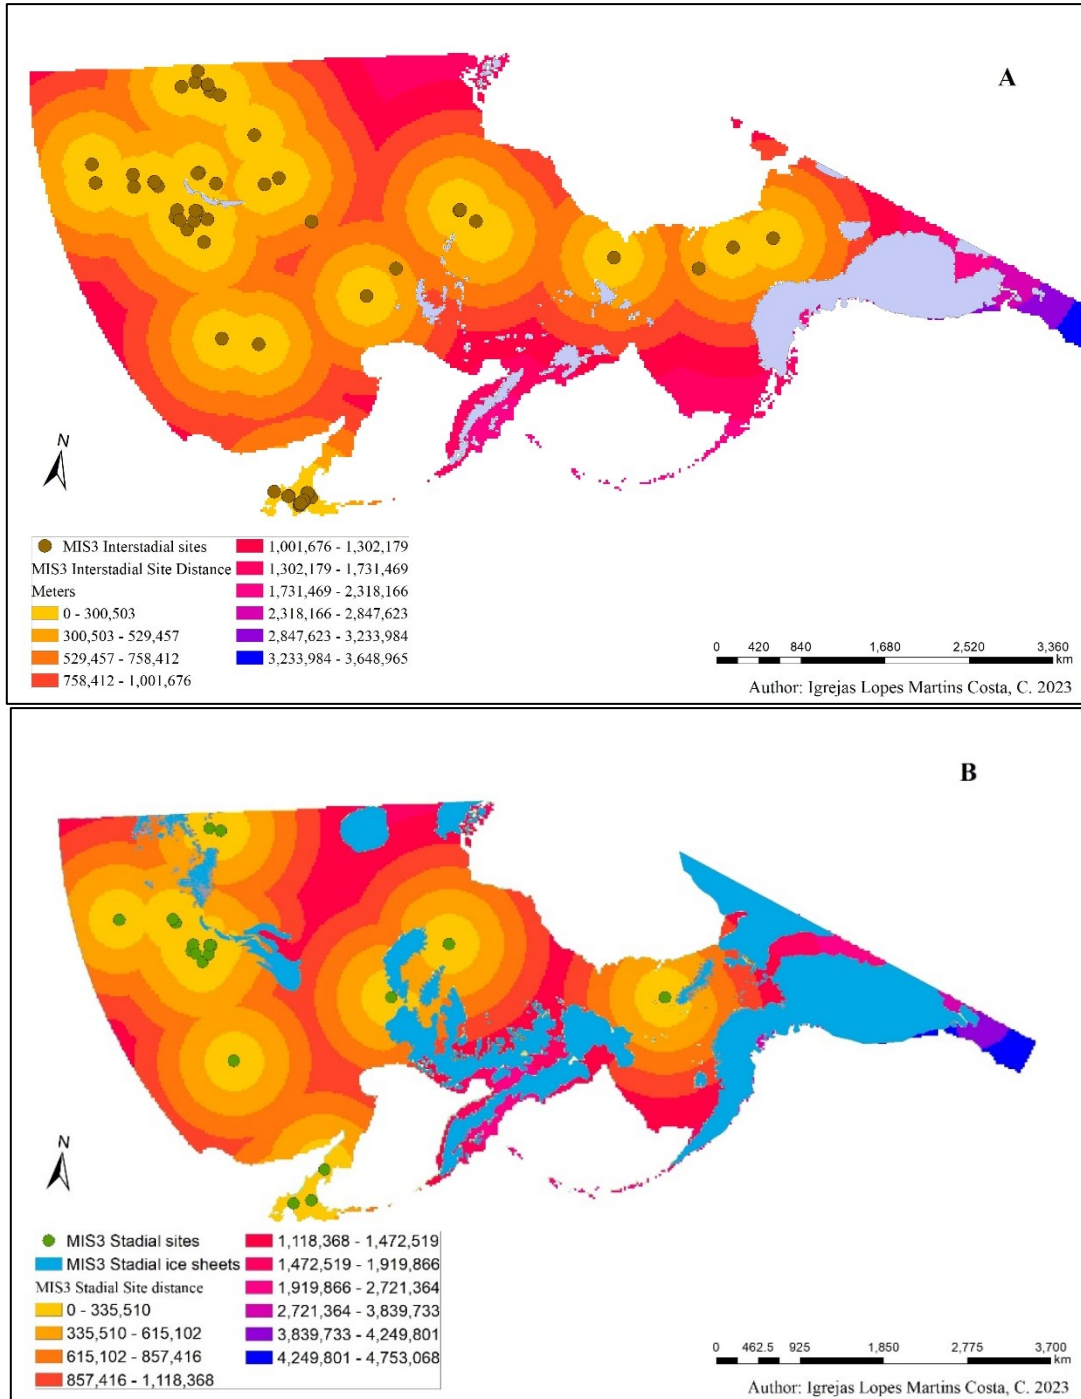 A
N
MIS3 Interstadial sites
MIS3 Interstadial Site Distance
Meters
0 - 300,503
300,503 - 529,457
529,457 - 758,412
758,412 - 1,001,676
1,001,676 - 1,302,179
1,302,179 - 1,731,469
1,731,469 - 2,318,166
2,318,166 - 2,847,623
2,847,623 - 3,233,984
3,233,984 - 3,648,965
0 420 840 1,680 2,520 3,360
km
Author: Igrejas Lopes Martins Costa, C. 2023
B
N
MIS3 Stadial sites
MIS3 Stadial ice sheets
MIS3 Stadial Site distance
0 - 335,510
335,510 - 615,102
615,102 - 857,416
857,416 - 1,118,368
1,118,368 - 1,472,519
1,472,519 - 1,919,866
1,919,866 - 2,721,364
2,721,364 - 3,839,733
3,839,733 - 4,249,801
4,249,801 - 4,753,068
0 462.5 925 1,850 2,775 3,700
km
Author: Igrejas Lopes Martins Costa, C. 2023